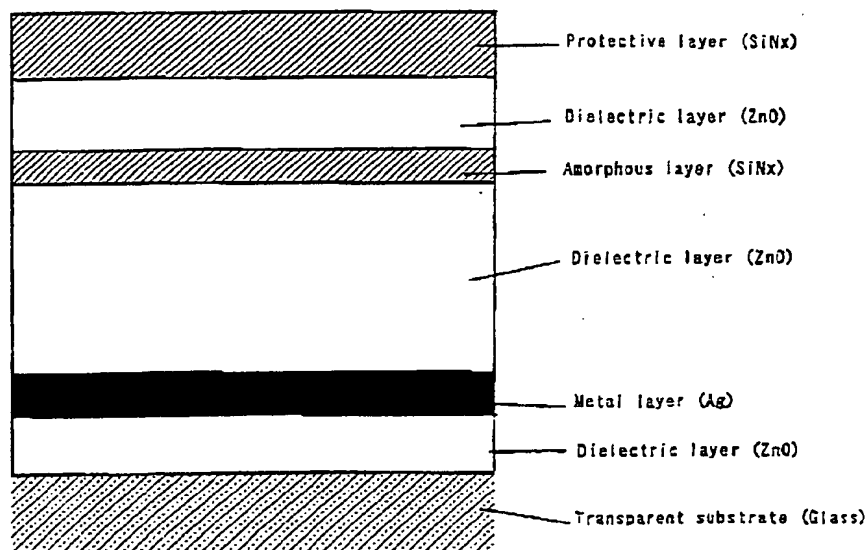 Protective layer (SiNx)
Dielectric layer (ZnO)
Amorphous layer (SiNx)
Dielectric layer (ZnO)
Metal layer (Ag)
Dielectric layer (ZnO)
Transparent substrate (Glass)